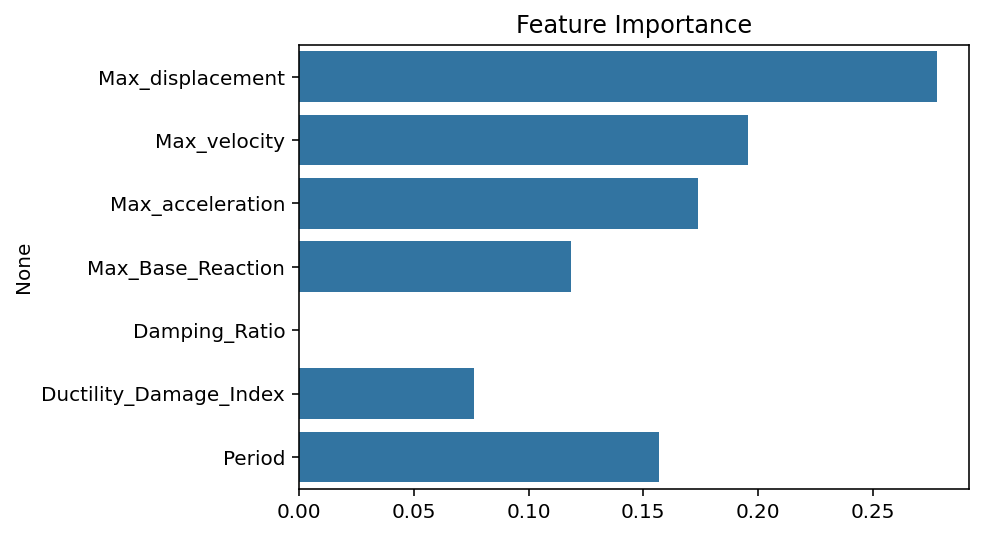 Feature Importance
Max_displacement
Max_velocity
Max_acceleration
Max_Base_Reaction
Damping_Ratio
Ductility_Damage_Index
Period
None
0.00 0.05 0.10 0.15 0.20 0.25